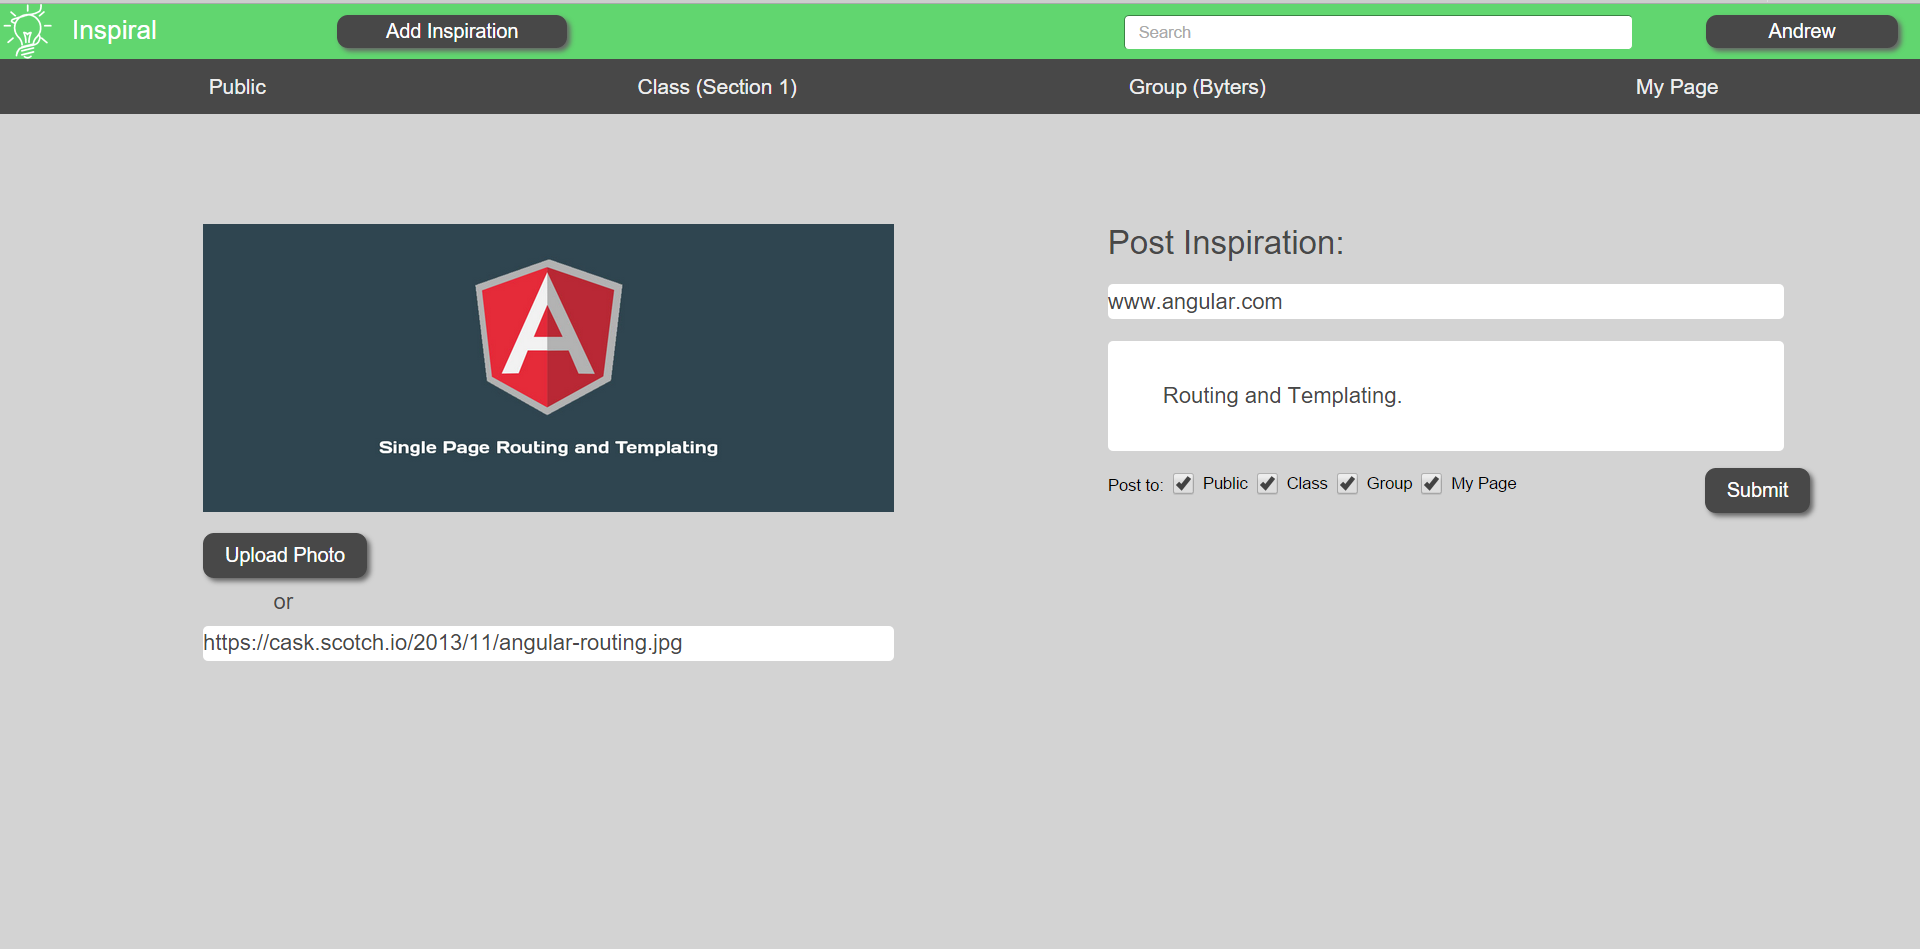 Inspiral
Add Inspiration
Search
Andrew
Public
Class (Section 1)
Group (Byters)
My Page
Single Page Routing and Templating
Upload Photo
or
https://cask.scotch.io/2013/11/angular-routing.jpg
Post Inspiration:
www.angular.com
Routing and Templating.
Post to: Public Class Group My Page
Submit